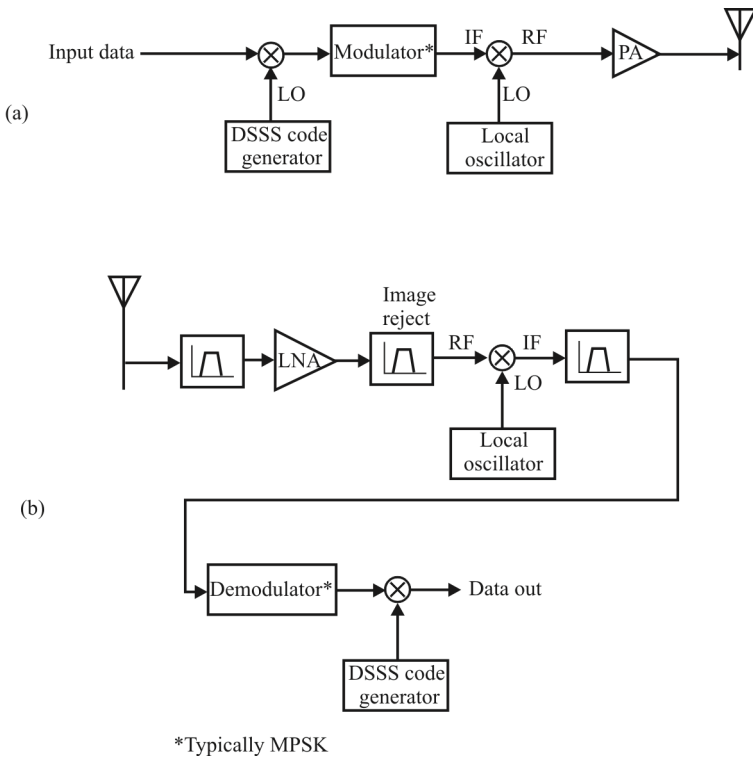 Input data
Modulator*
IF
RF
PA
LO
LO
(a)
DSSS code
generator
Local
oscillator
Image
reject
LNA
RF
IF
LO
Local
oscillator
(b)
Demodulator*
Data out
DSSS code
generator
*Typically MPSK